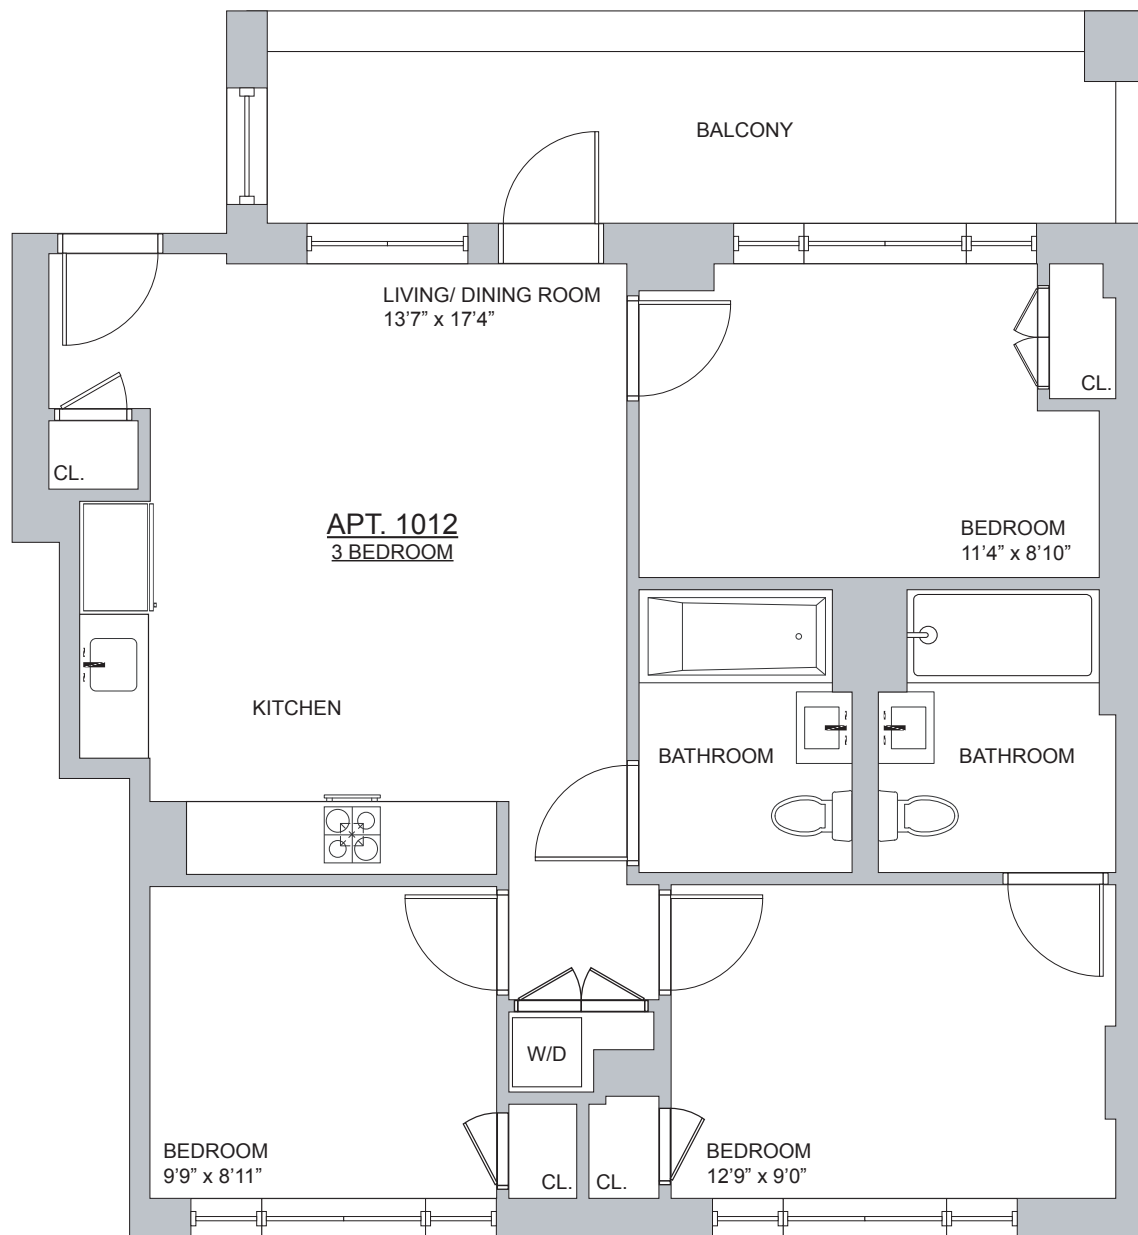 BALCONY
LIVING/ DINING ROOM
13’7” x 17’4”
CL.
CL.
APT. 1012
3 BEDROOM
BEDROOM
11’4” x 8’10”
KITCHEN
BATHROOM
BATHROOM
W/D
BEDROOM
9’9” x 8’11”
CL.
CL.
BEDROOM
12’9” x 9’0”